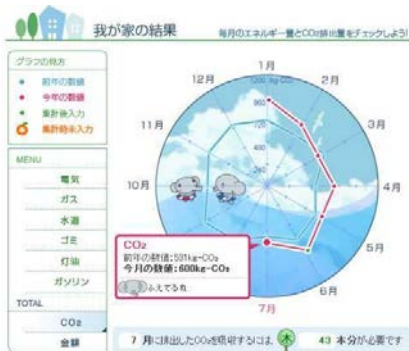 我が家の結果
毎月のエネルギー量とCO₂排出量をチェックしよう!
グラフの見方
前年の数値
今年の数値
集計後入力
集計時未入力
MENU
電気
ガス
水道
ゴミ
灯油
ガソリン
TOTAL
CO₂
金額
1月
2月
3月
4月
5月
6月
7月
10月
11月
12月
CO₂
前年の数値:531kg-CO₂
今月の数値:600kg-CO₂
ふえてるね
7 月に排出したCO₂を吸収するには、 43 本分が必要です